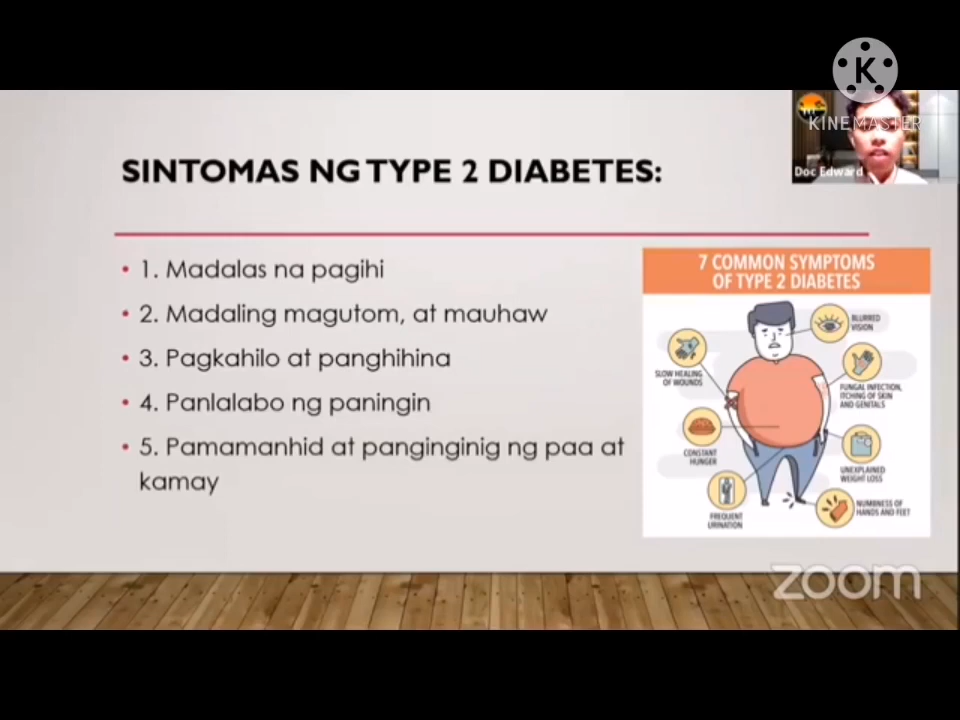 KINEMASTER
Doc Edward
SINTOMAS NG TYPE 2 DIABETES:
• 1. Madalas na pagihi
• 2. Madaling magutom, at mauhaw
• 3. Pagkahilo at panghihina
• 4. Panlalabo ng paningin
• 5. Pamamanhid at panginginig ng paa at
kamay
7 COMMON SYMPTOMS
OF TYPE 2 DIABETES
BLURRED
VISION
SLOW HEALING
OF WOUNDS
FUNGAL INFECTION,
ITCHING OF SKIN
AND GENITALS
CONSTANT
HUNGER
UNEXPLAINED
WEIGHT LOSS
FREQUENT
URINATION
NUMBNESS OF
HANDS AND FEET
zoom